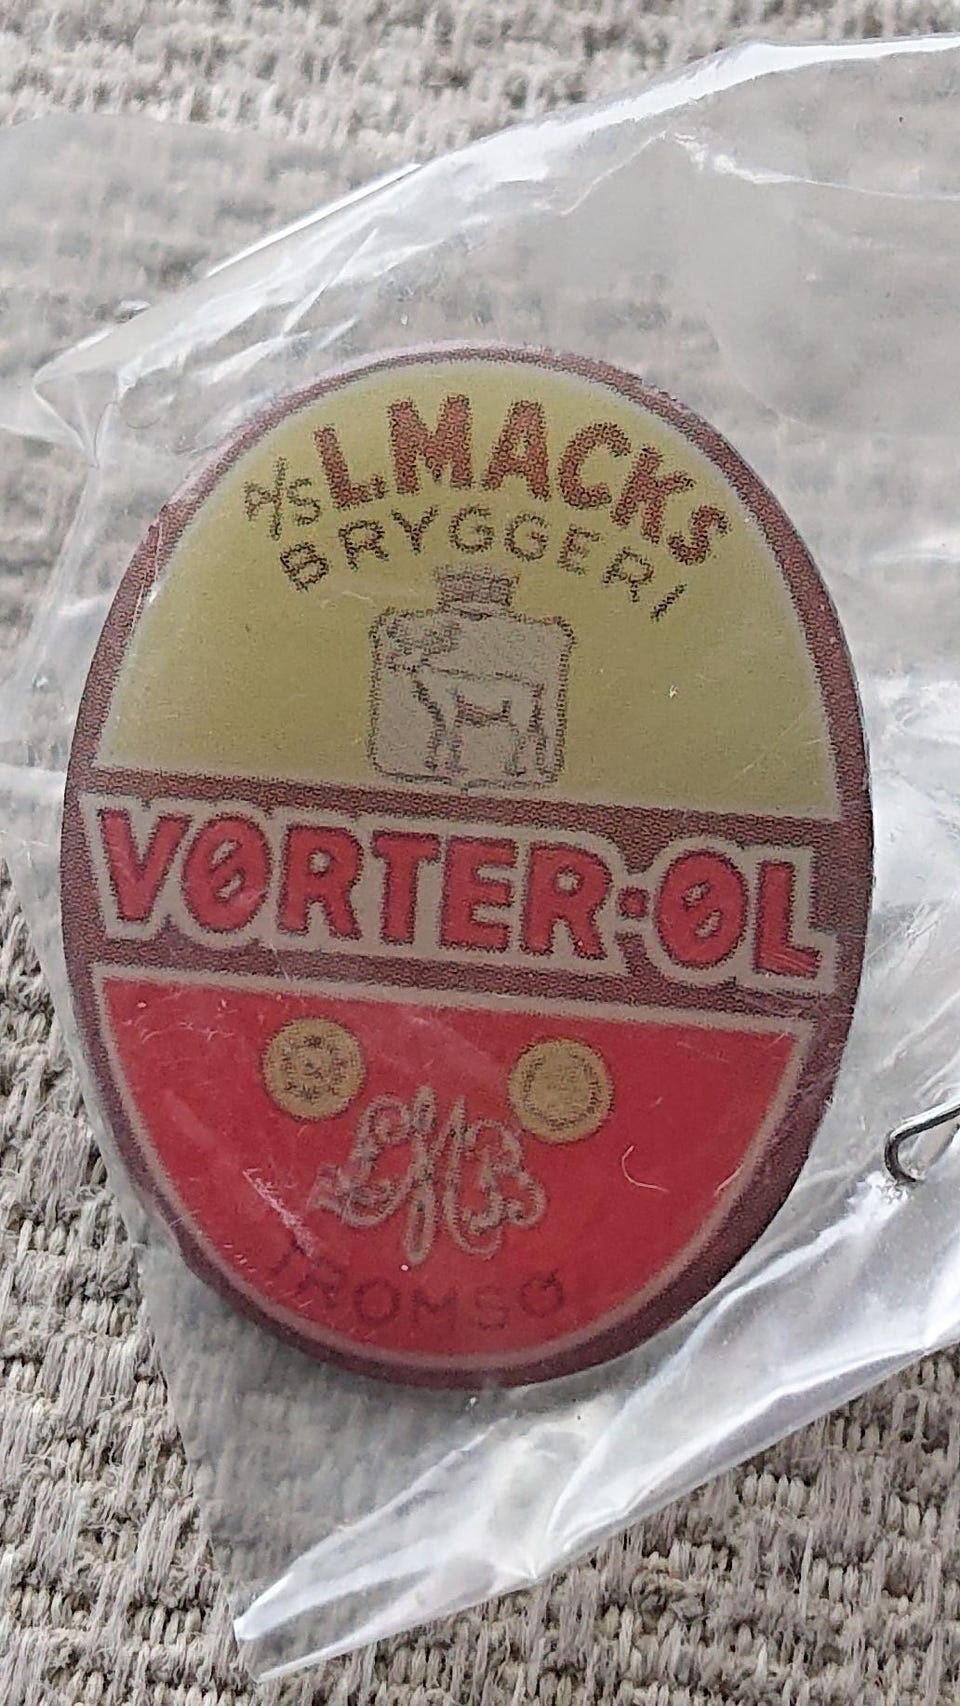 A/S L. MACKS
BRYGGERI
VØRTER-ØL
LMB
TROMSØ